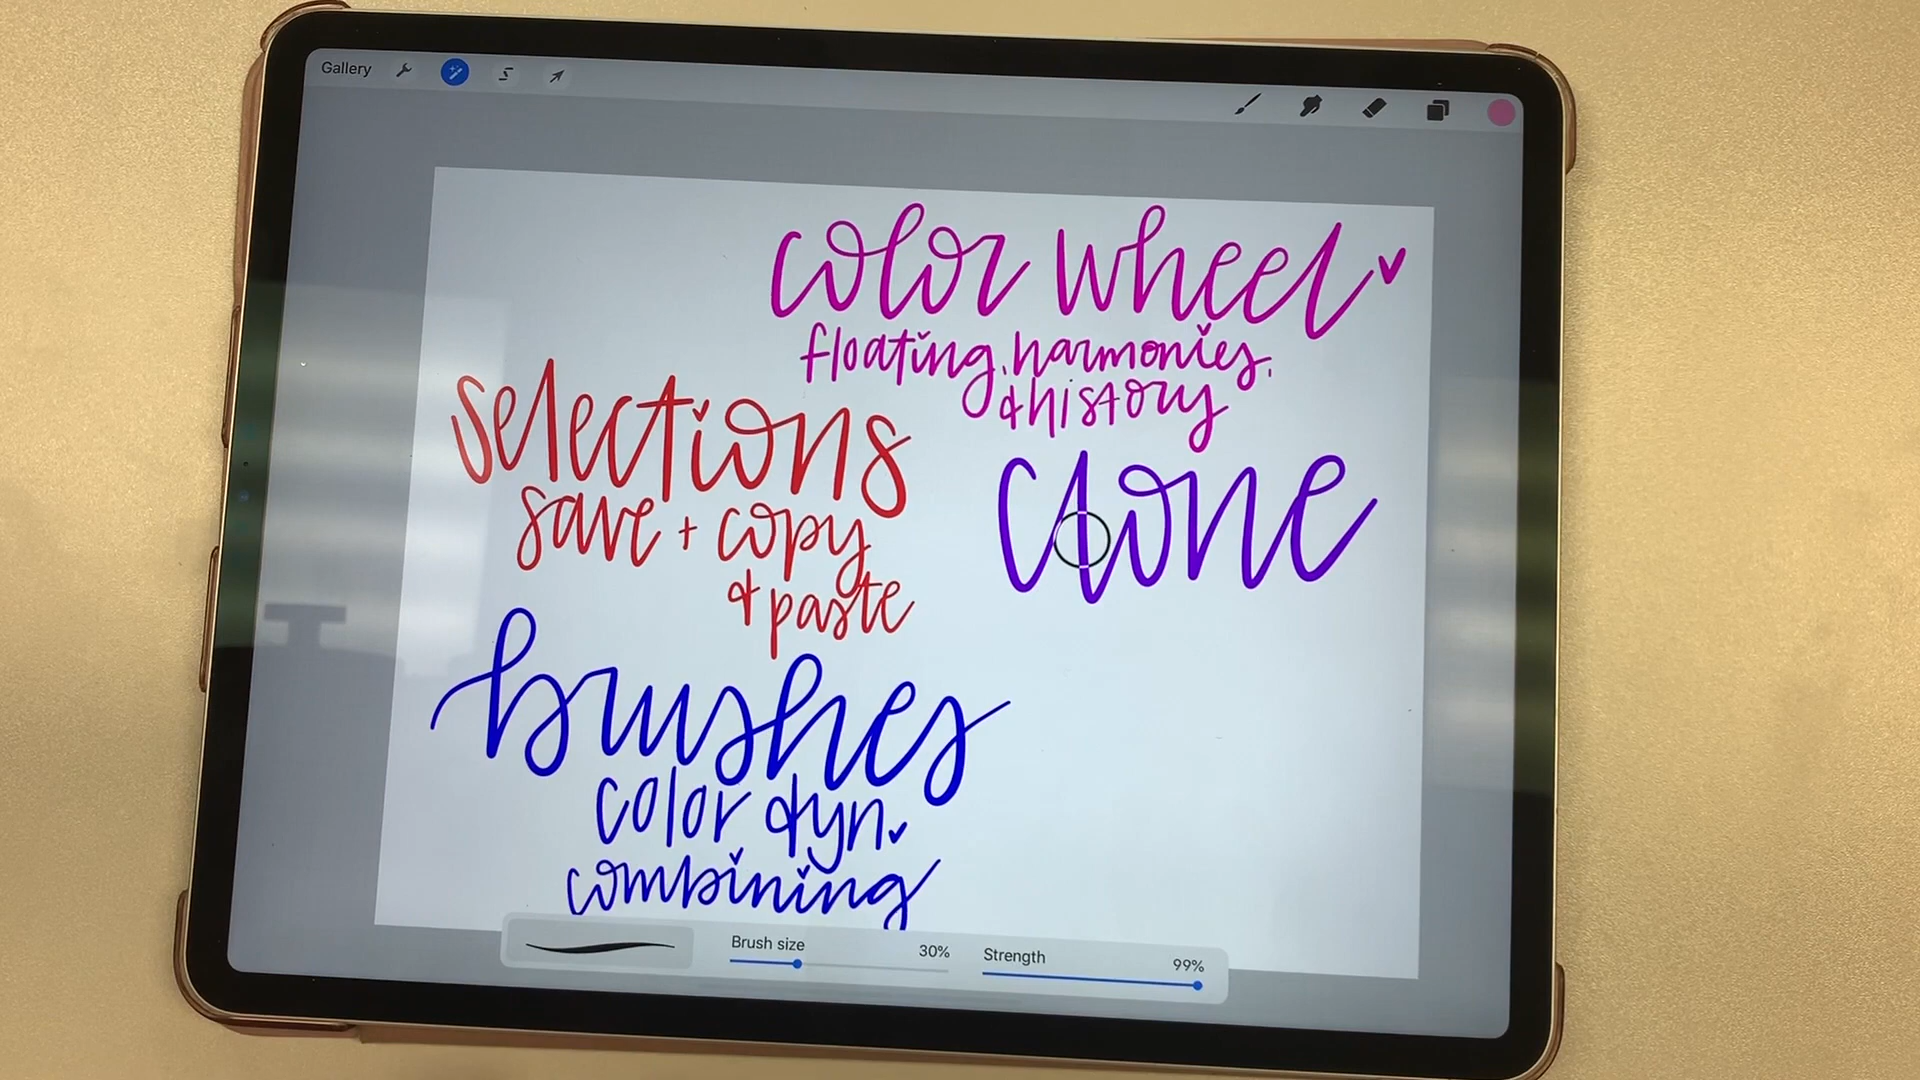 Gallery
color wheel
floating, harmonies,
& history
selections
save + copy
& paste
clone
brushes
color dyn.
combining
Brush size 30% Strength 99%